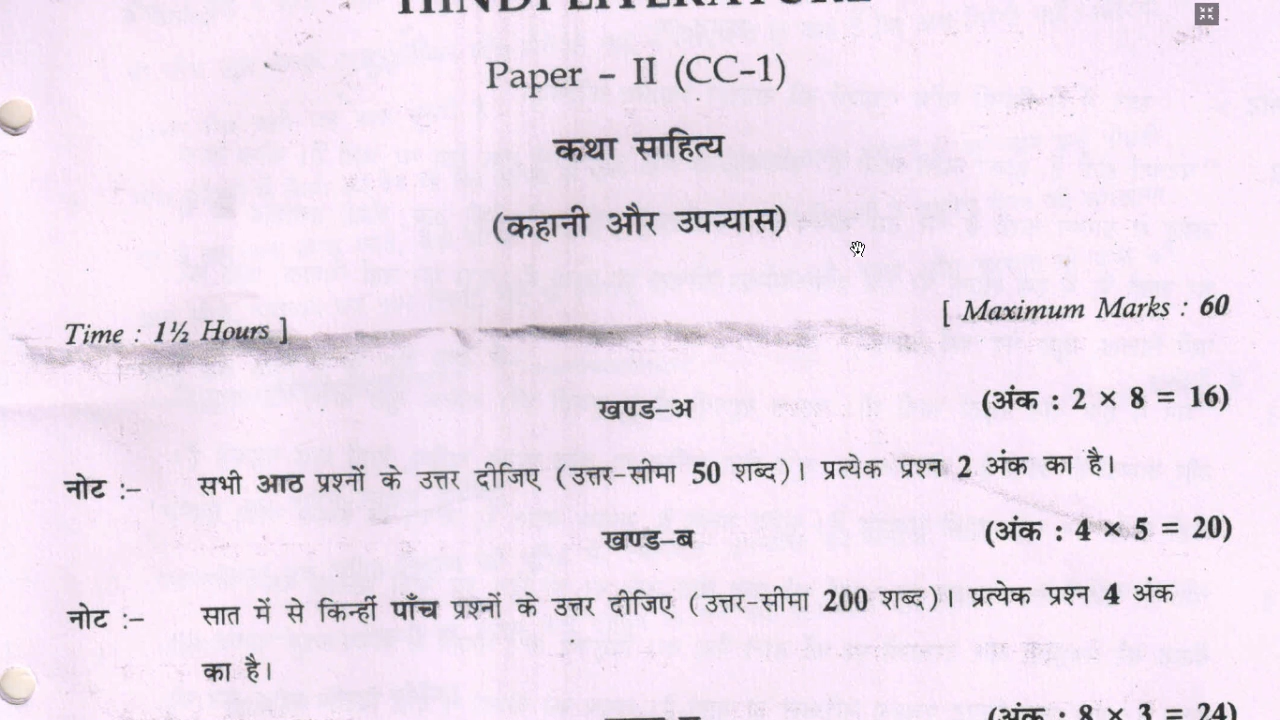 HINDI LITERATURE
Paper – II (CC–1)
कथा साहित्य
(कहानी और उपन्यास)
Time : 1½ Hours ]
[ Maximum Marks : 60
खण्ड–अ
(अंक : 2 × 8 = 16)
नोट :– सभी आठ प्रश्नों के उत्तर दीजिए (उत्तर-सीमा 50 शब्द)। प्रत्येक प्रश्न 2 अंक का है।
खण्ड–ब
(अंक : 4 × 5 = 20)
नोट :– सात में से किन्हीं पाँच प्रश्नों के उत्तर दीजिए (उत्तर-सीमा 200 शब्द)। प्रत्येक प्रश्न 4 अंक
का है।
(अंक : 8 × 3 = 24)